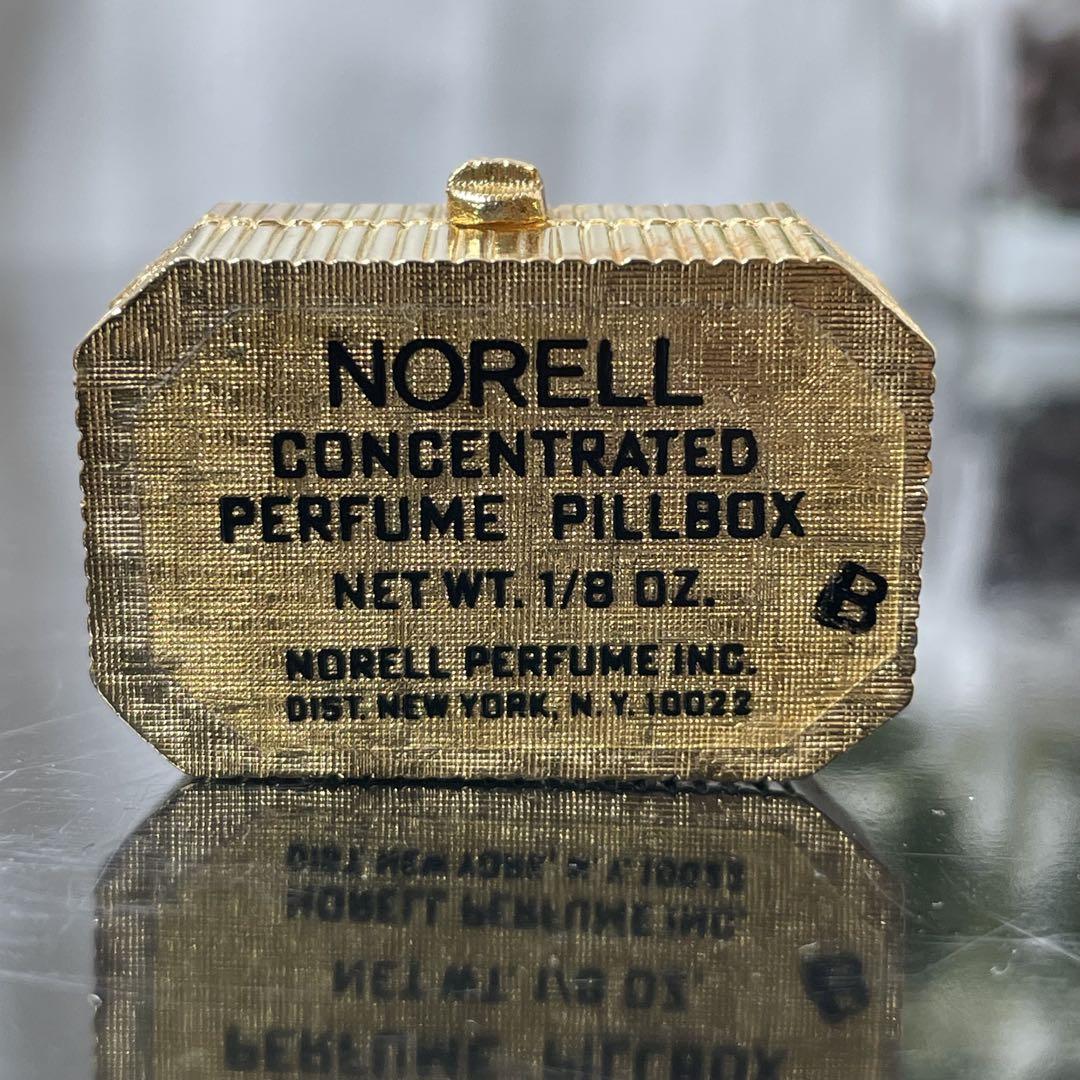 NORELL
CONCENTRATED
PERFUME PILLBOX
NET WT. 1/8 OZ.
B
NORELL PERFUME INC.
DIST. NEW YORK, N.Y. 10022